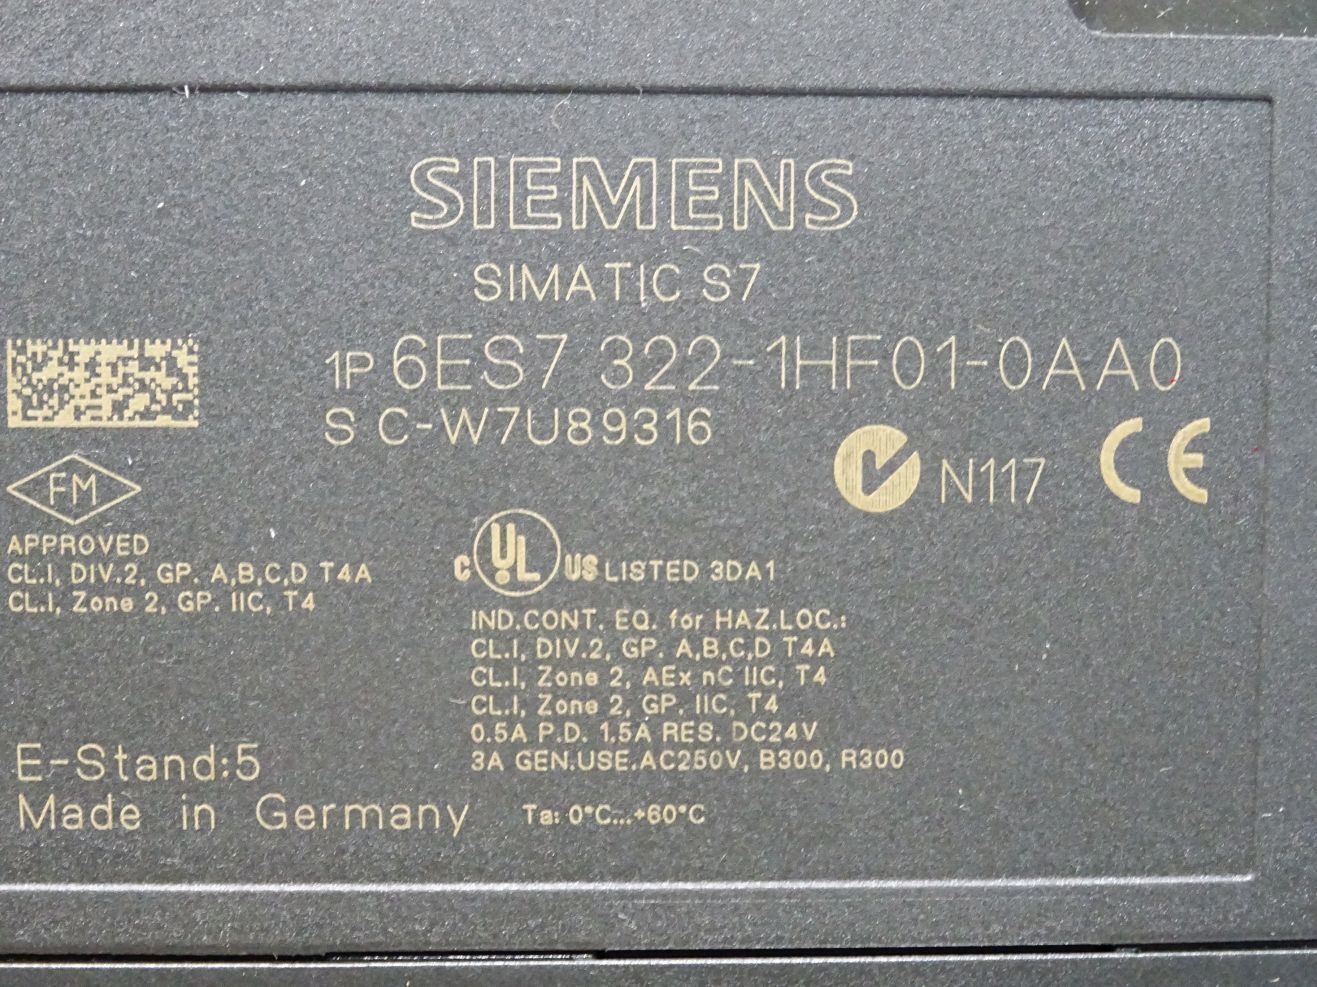 SIEMENS
SIMATIC S7
1P 6ES7 322-1HF01-0AA0
S C-W7U89316
N117 CE
FM
APPROVED
CL.I, DIV.2, GP. A,B,C,D T4A
CL.I, Zone 2, GP. IIC, T4
C UL US LISTED 3DA1
IND.CONT. EQ. for HAZ.LOC.:
CL.I, DIV.2, GP. A,B,C,D T4A
CL.I, Zone 2, AEx nC IIC, T4
CL.I, Zone 2, GP. IIC, T4
0.5A P.D. 1.5A RES. DC24V
3A GEN.USE.AC250V, B300, R300
E-Stand:5
Made in Germany
Ta: 0°C...+60°C